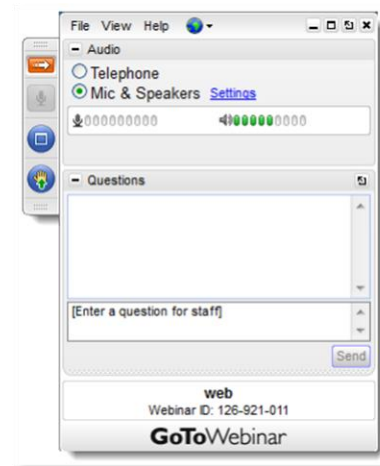 File View Help
Audio
Telephone
Mic & Speakers Settings
Questions
[Enter a question for staff]
Send
web
Webinar ID: 126-921-011
GoToWebinar